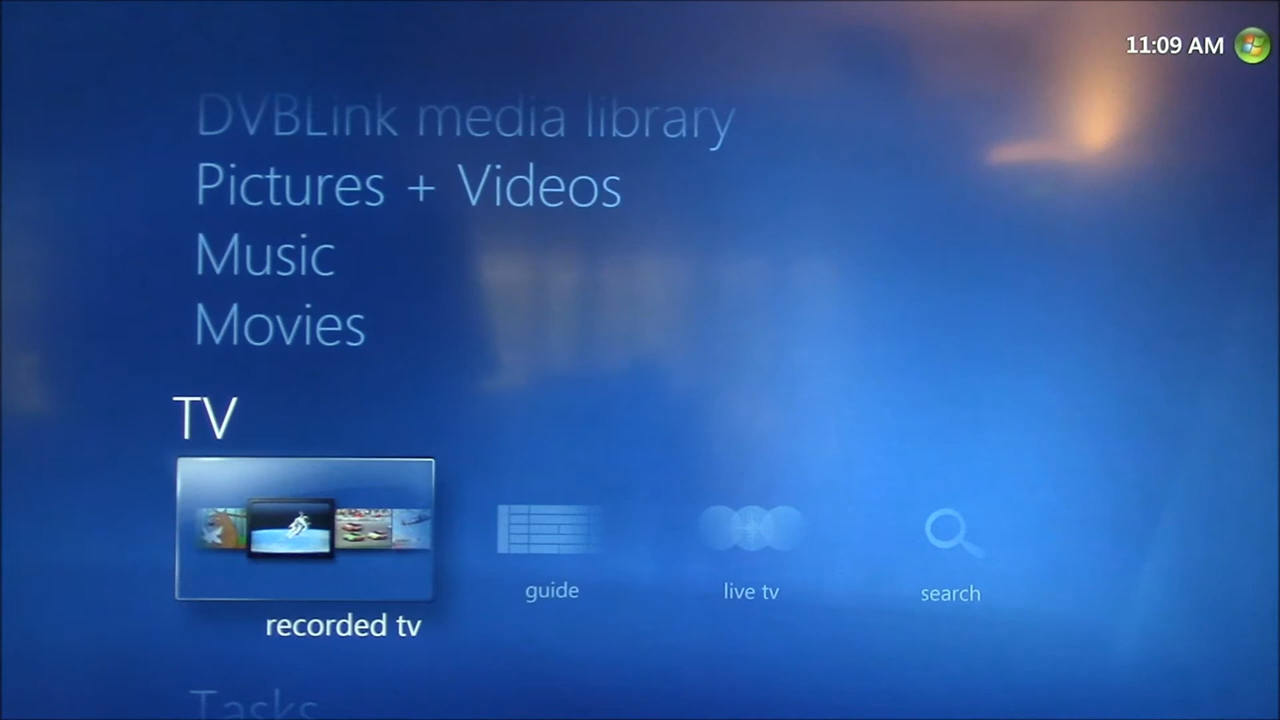 11:09 AM
DVBLink media library
Pictures + Videos
Music
Movies
TV
recorded tv
guide
live tv
search
Tasks